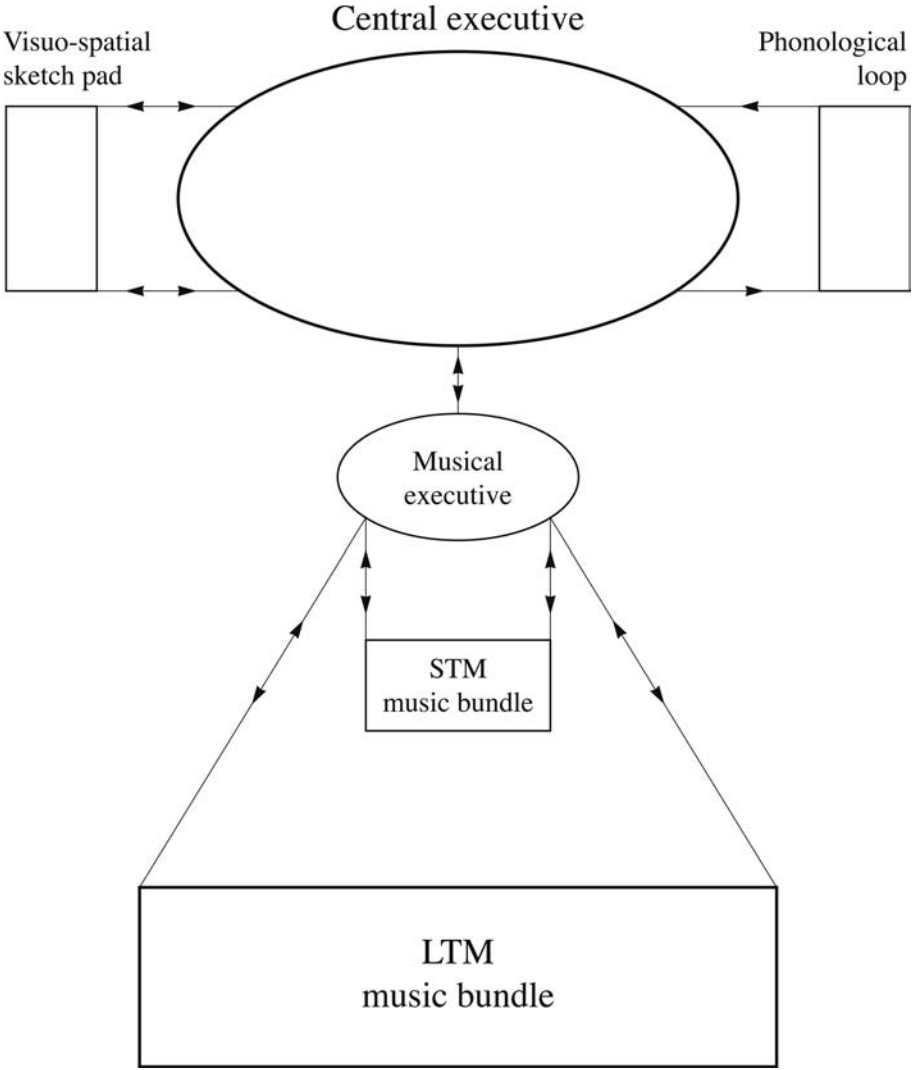 Central executive
Visuo-spatial
sketch pad
Phonological
loop
Musical
executive
STM
music bundle
LTM
music bundle